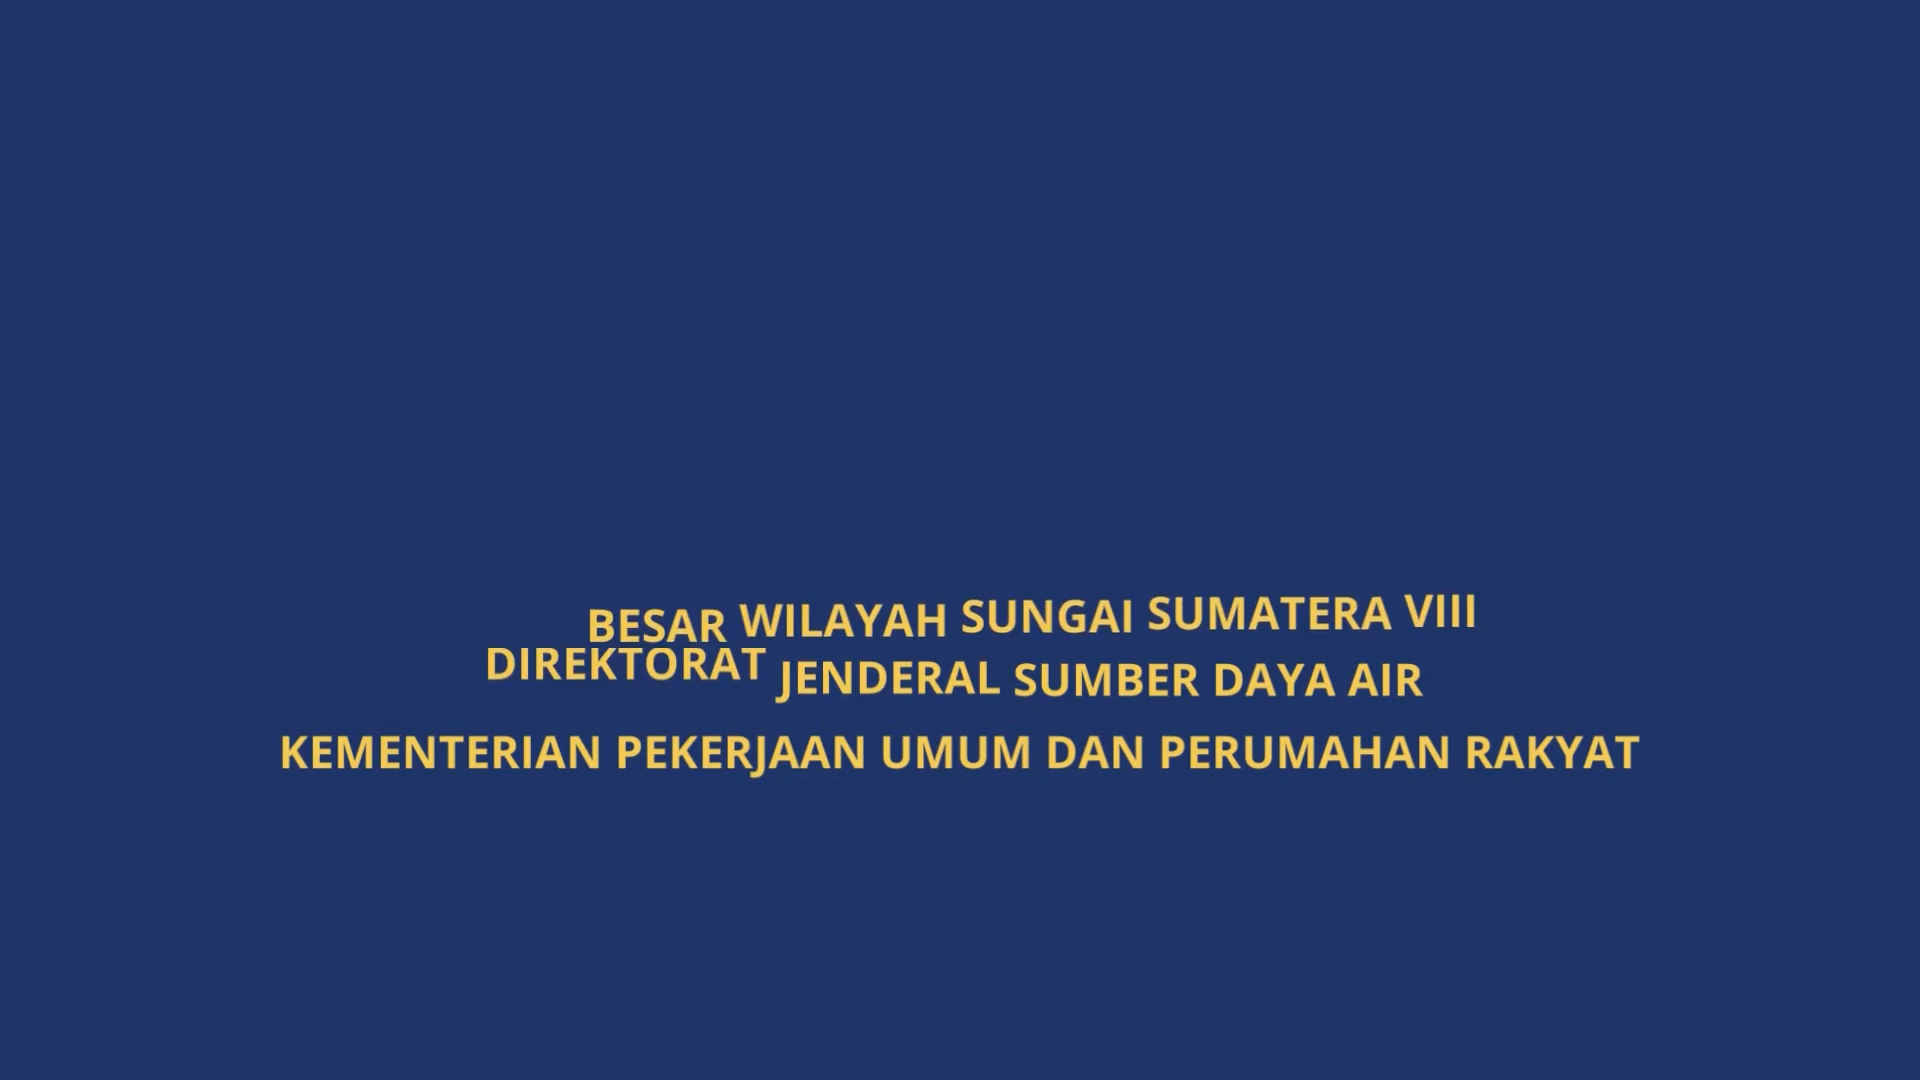 BESAR WILAYAH SUNGAI SUMATERA VIII
DIREKTORAT JENDERAL SUMBER DAYA AIR
KEMENTERIAN PEKERJAAN UMUM DAN PERUMAHAN RAKYAT